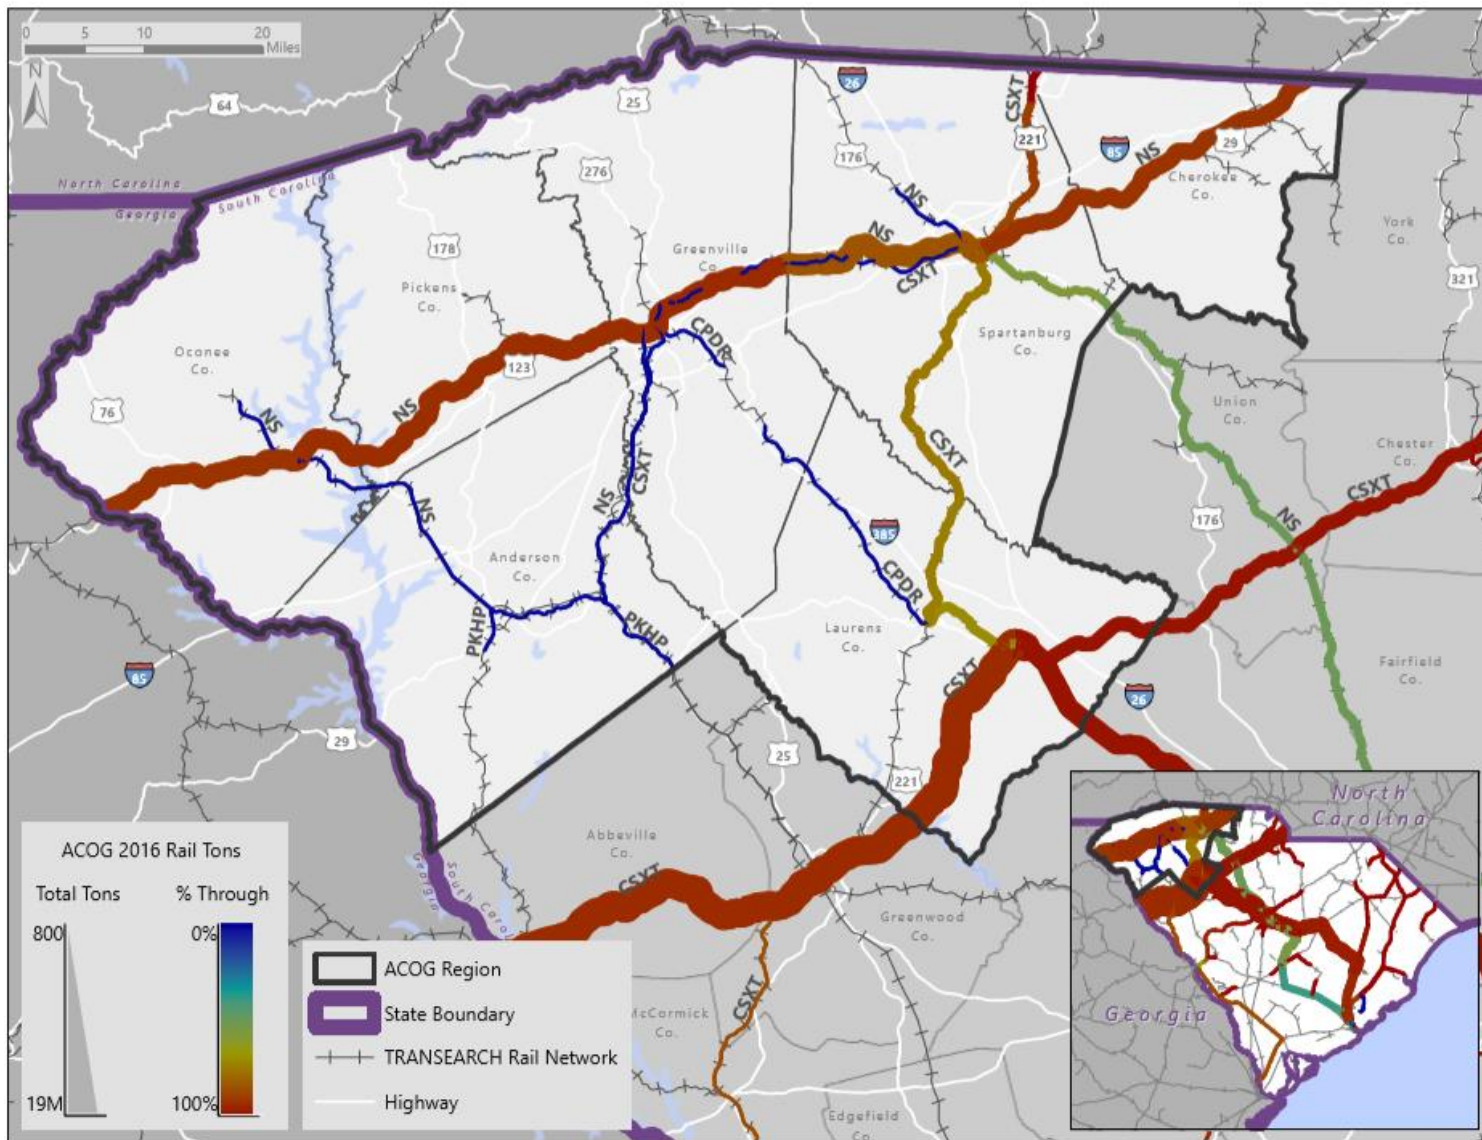 0 5 10 20
Miles
N
64
25
26
CSXT
221
85
29
NS
176
276
North Carolina
South Carolina
Georgia
Cherokee
Co.
York
Co.
178
Greenville
Co.
NS
NS
CSXT
321
Pickens
Co.
Oconee
Co.
CPDR
Spartanburg
Co.
123
76
NS
NS
Union
Co.
CSXT
Chester
Co.
CSXT
NS
CSXT
176
NS
NS
385
Anderson
Co.
CPDR
PKHP
PKHP
Laurens
Co.
CSXT
Fairfield
Co.
85
26
29
25
221
Abbeville
Co.
CSXT
Georgia
South Carol
Greenwood
Co.
CSXT
McCormick
Co.
Edgefield
Co.
ACOG 2016 Rail Tons
Total Tons % Through
800 0%
19M 100%
ACOG Region
State Boundary
TRANSEARCH Rail Network
Highway
North
Carolina
Georgia